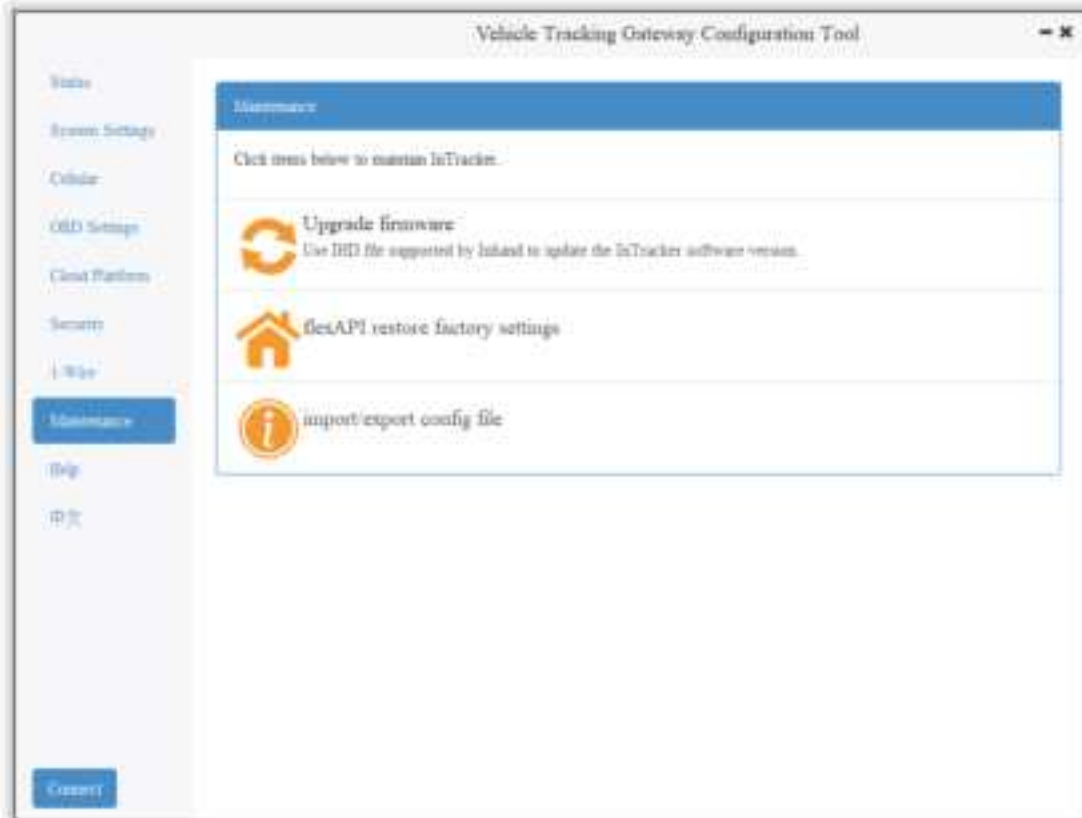 Vehicle Tracking Gateway Configuration Tool
Status
System Settings
Cellular
OBD Settings
Cloud Platform
Security
1-Wire
Maintenance
Help
中文
Connect
Maintenance
Click items below to maintain InTracker.
Upgrade firmware
Use IHD file supported by Inhand to update the InTracker software version.
flexAPI restore factory settings
import/export config file